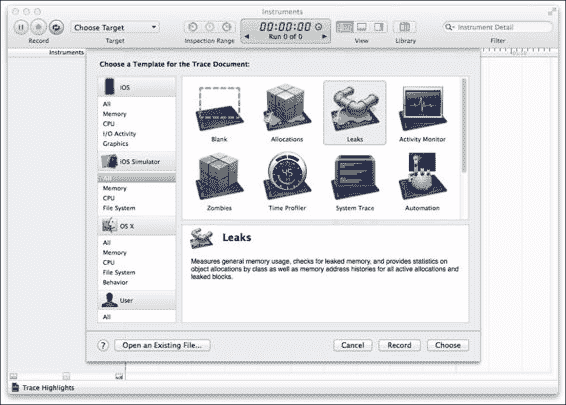 Instruments
Choose Target
00:00:00
Run 0 of 0
Instrument Detail
Record
Target
Inspection Range
View
Library
Filter
Instruments
Choose a Template for the Trace Document:
iOS
All
Memory
CPU
I/O Activity
Graphics
iOS Simulator
All
Memory
CPU
File System
OS X
All
Memory
CPU
File System
Behavior
User
All
Blank
Allocations
Leaks
Activity Monitor
45
Zombies
Time Profiler
System Trace
Automation
Leaks
Measures general memory usage, checks for leaked memory, and provides statistics on
object allocations by class as well as memory address histories for all active allocations and
leaked blocks.
? Open an Existing File... Cancel Record Choose
Trace Highlights